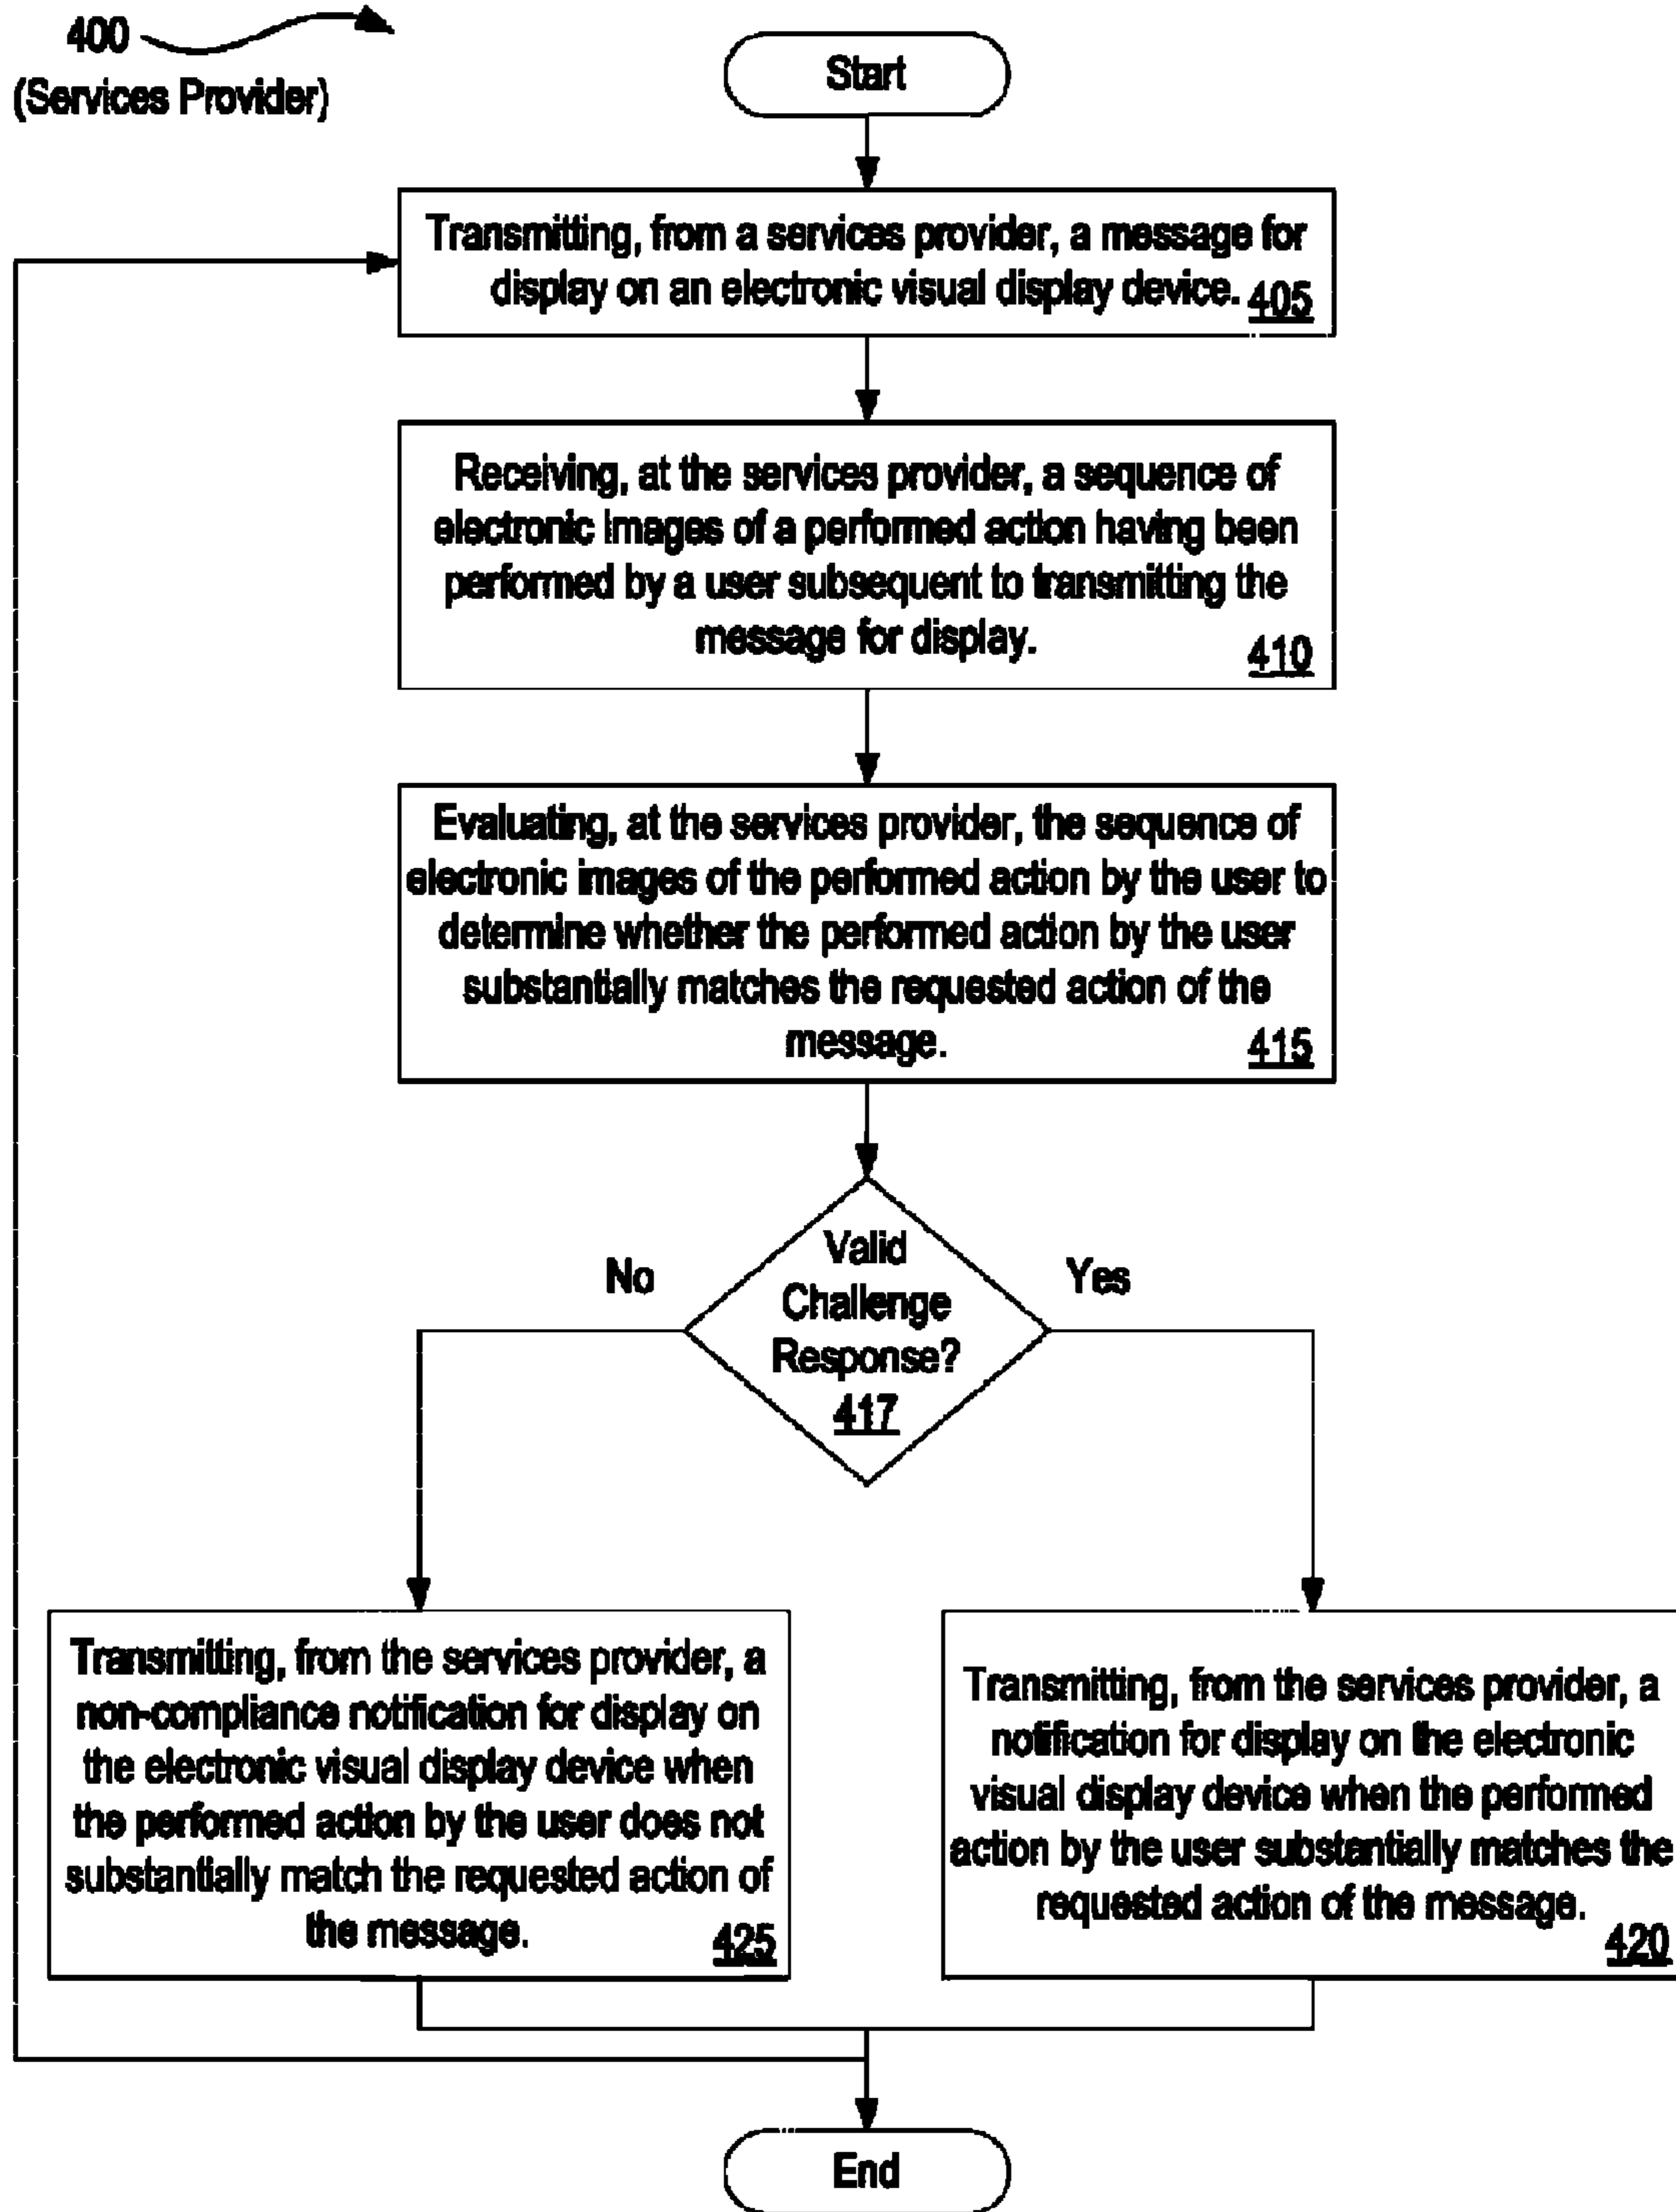 400
(Services Provider)
Start
Transmitting, from a services provider, a message for
display on an electronic visual display device. 405
Receiving, at the services provider, a sequence of
electronic images of a performed action having been
performed by a user subsequent to transmitting the
message for display. 410
Evaluating, at the services provider, the sequence of
electronic images of the performed action by the user to
determine whether the performed action by the user
substantially matches the requested action of the
message. 415
Valid
Challenge
Response?
417
No
Yes
Transmitting, from the services provider, a
non-compliance notification for display on
the electronic visual display device when
the performed action by the user does not
substantially match the requested action of
the message. 425
Transmitting, from the services provider, a
notification for display on the electronic
visual display device when the performed
action by the user substantially matches the
requested action of the message.
420
End